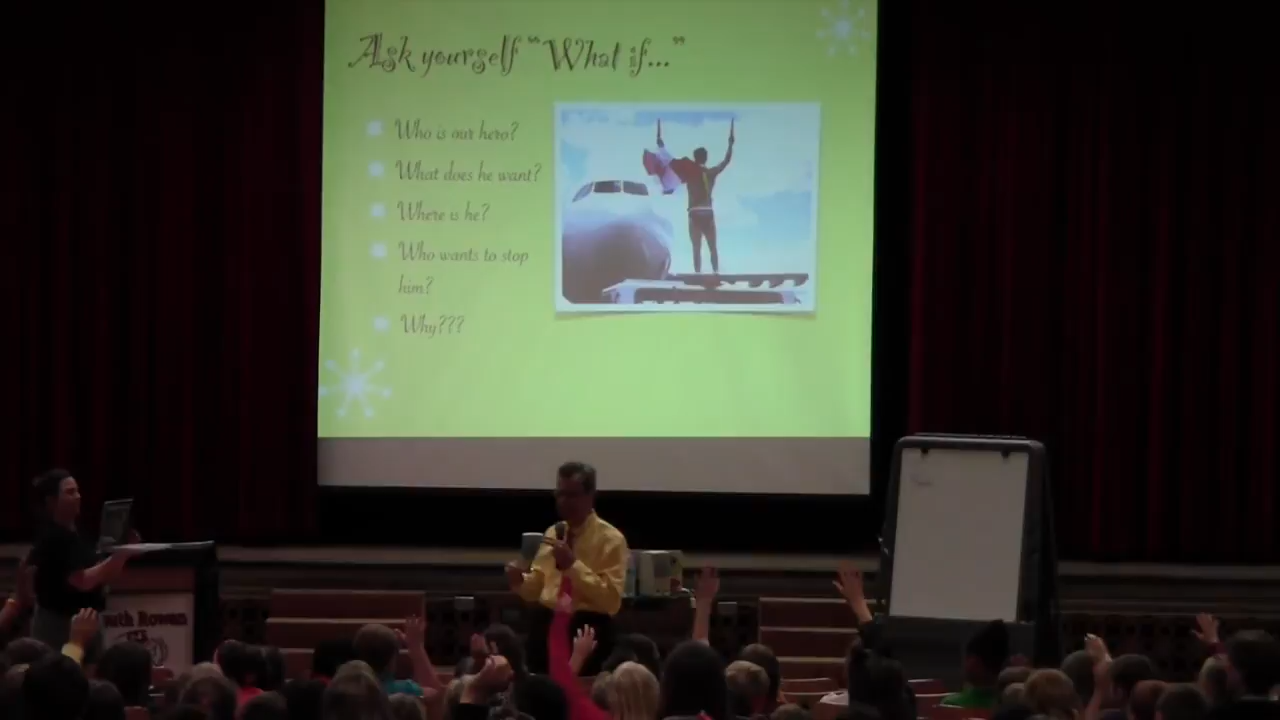 Ask yourself "What if..."
Who is our hero?
What does he want?
Where is he?
Who wants to stop
him?
Why???
Rowan